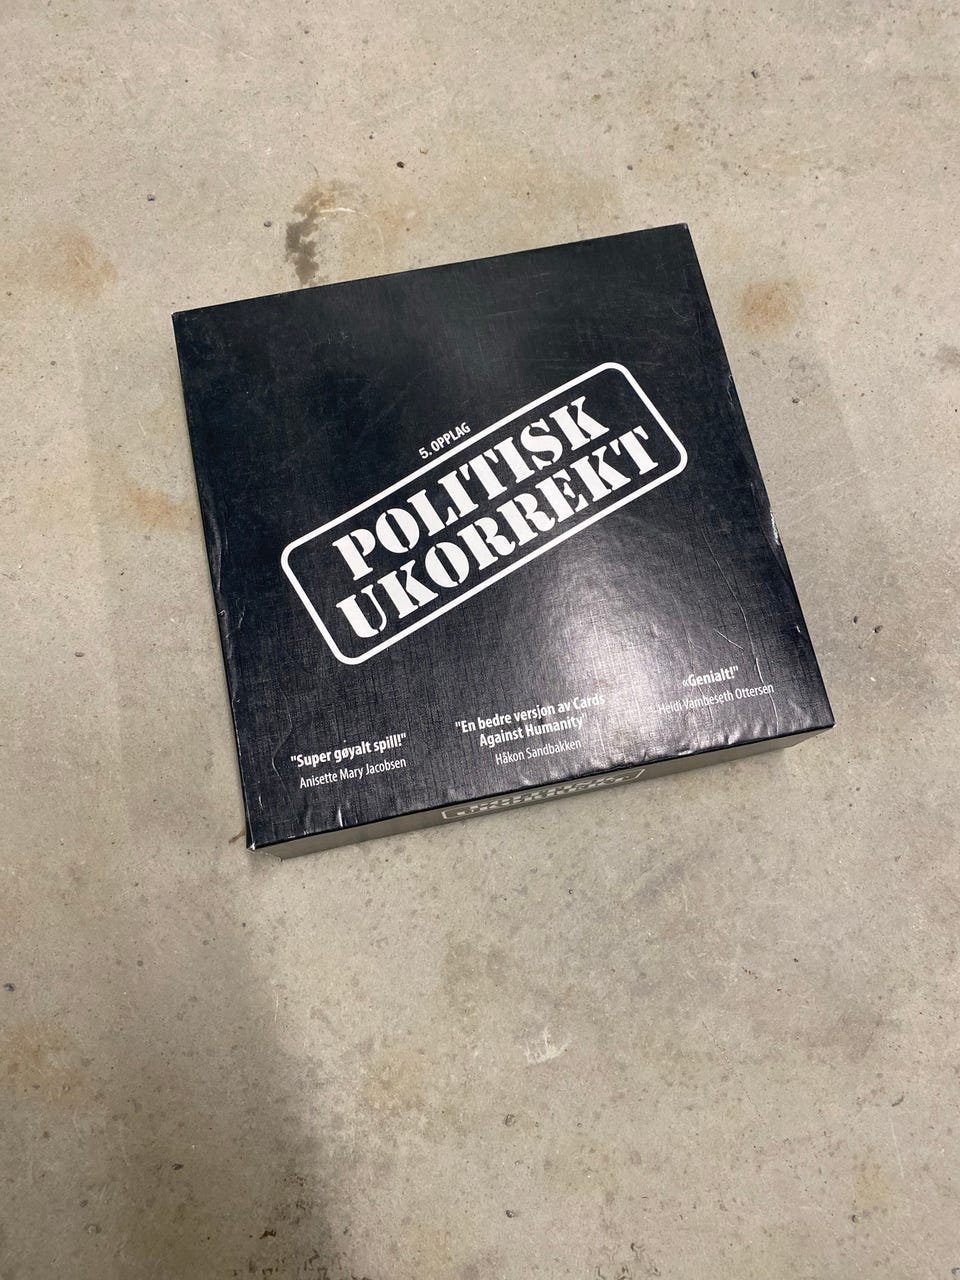 5. OPPLAG
POLITISK
UKORREKT
"Super gøyalt spill!"
Anisette Mary Jacobsen
"En bedre versjon av Cards
Against Humanity"
Håkon Sandbakken
«Genialt!"
Heidi Vambeseth Ottersen
UKORREKT